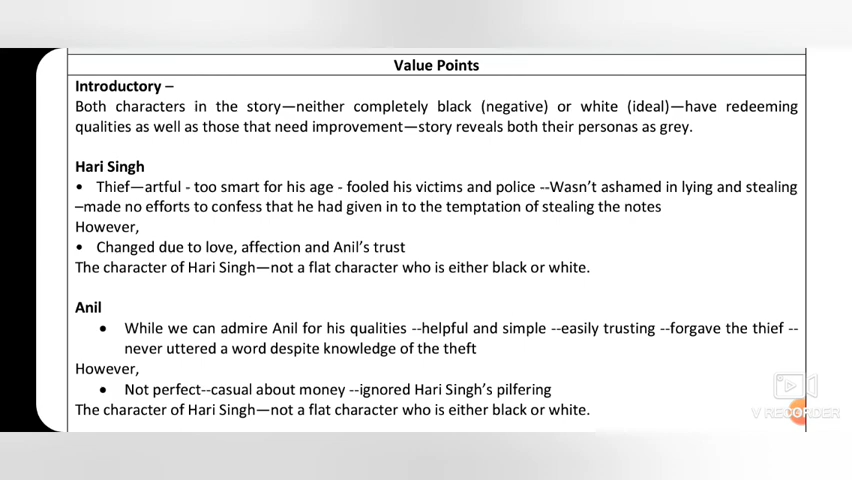 Value Points
Introductory –
Both characters in the story—neither completely black (negative) or white (ideal)—have redeeming
qualities as well as those that need improvement—story reveals both their personas as grey.
Hari Singh
• Thief—artful - too smart for his age - fooled his victims and police --Wasn't ashamed in lying and stealing
–made no efforts to confess that he had given in to the temptation of stealing the notes
However,
• Changed due to love, affection and Anil's trust
The character of Hari Singh—not a flat character who is either black or white.
Anil
• While we can admire Anil for his qualities --helpful and simple --easily trusting --forgave the thief --
never uttered a word despite knowledge of the theft
However,
• Not perfect--casual about money --ignored Hari Singh's pilfering
The character of Hari Singh—not a flat character who is either black or white.
V RECORDER